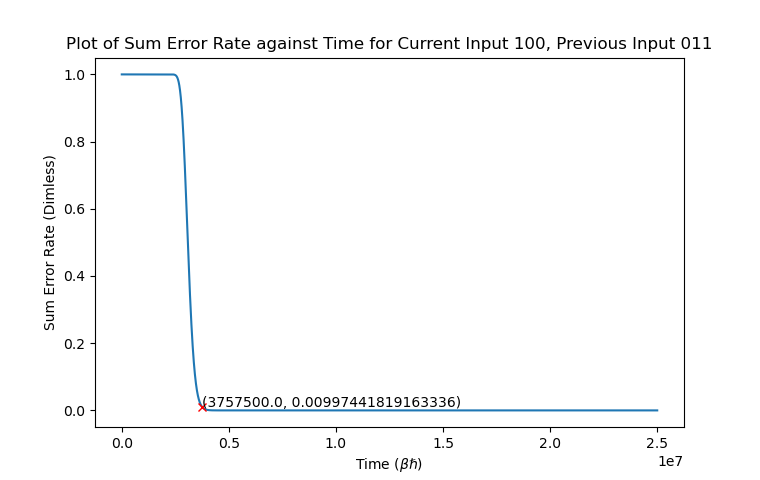 Plot of Sum Error Rate against Time for Current Input 100, Previous Input 011
1.0
0.8
0.6
0.4
0.2
0.0
Sum Error Rate (Dimless)
(3757500.0, 0.00997441819163336)
0.0 0.5 1.0 1.5 2.0 2.5
1e7
Time (βℏ)